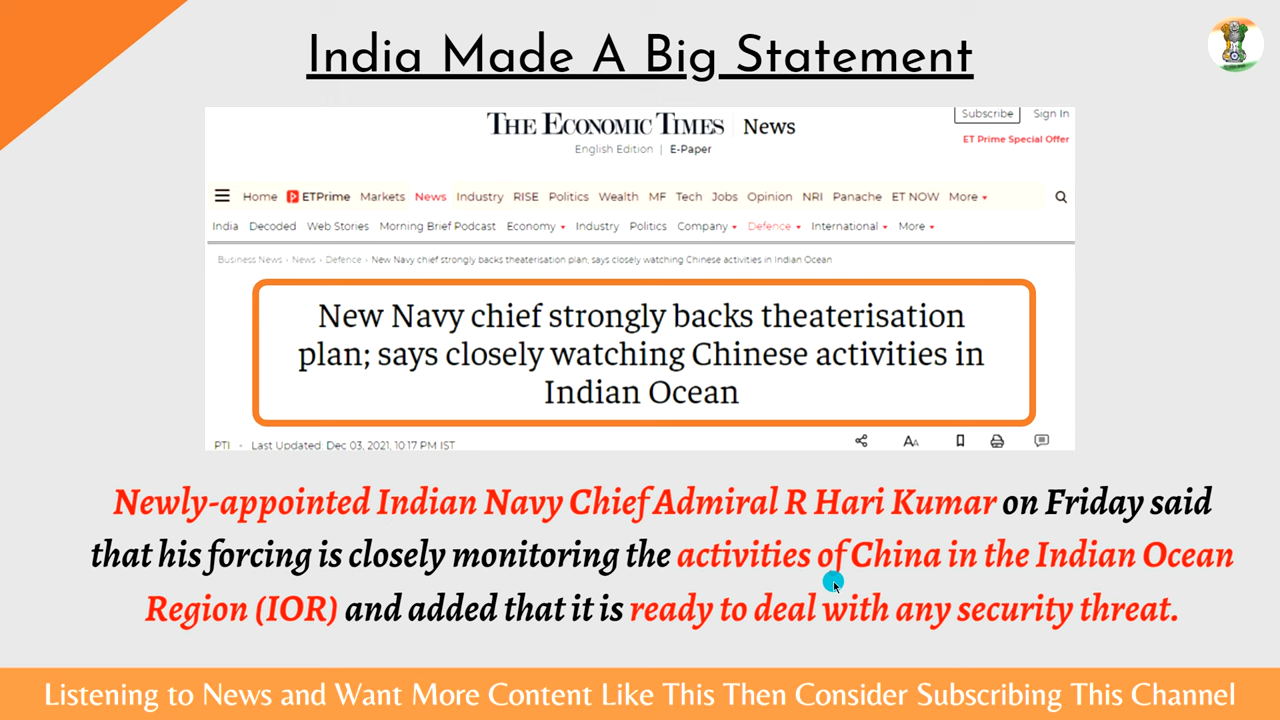 India Made A Big Statement
THE ECONOMIC TIMES | News
Subscribe Sign In
English Edition | E-Paper
ET Prime Special Offer
Home ETPrime Markets News Industry RISE Politics Wealth MF Tech Jobs Opinion NRI Panache ET NOW More
India Decoded Web Stories Morning Brief Podcast Economy Industry Politics Company Defence International More
Business News › News › Defence › New Navy chief strongly backs theaterisation plan; says closely watching Chinese activities in Indian Ocean
New Navy chief strongly backs theaterisation
plan; says closely watching Chinese activities in
Indian Ocean
PTI • Last Updated: Dec 03, 2021, 10:17 PM IST
AA
Newly-appointed Indian Navy Chief Admiral R Hari Kumar on Friday said
that his forcing is closely monitoring the activities of China in the Indian Ocean
Region (IOR) and added that it is ready to deal with any security threat.
Listening to News and Want More Content Like This Then Consider Subscribing This Channel